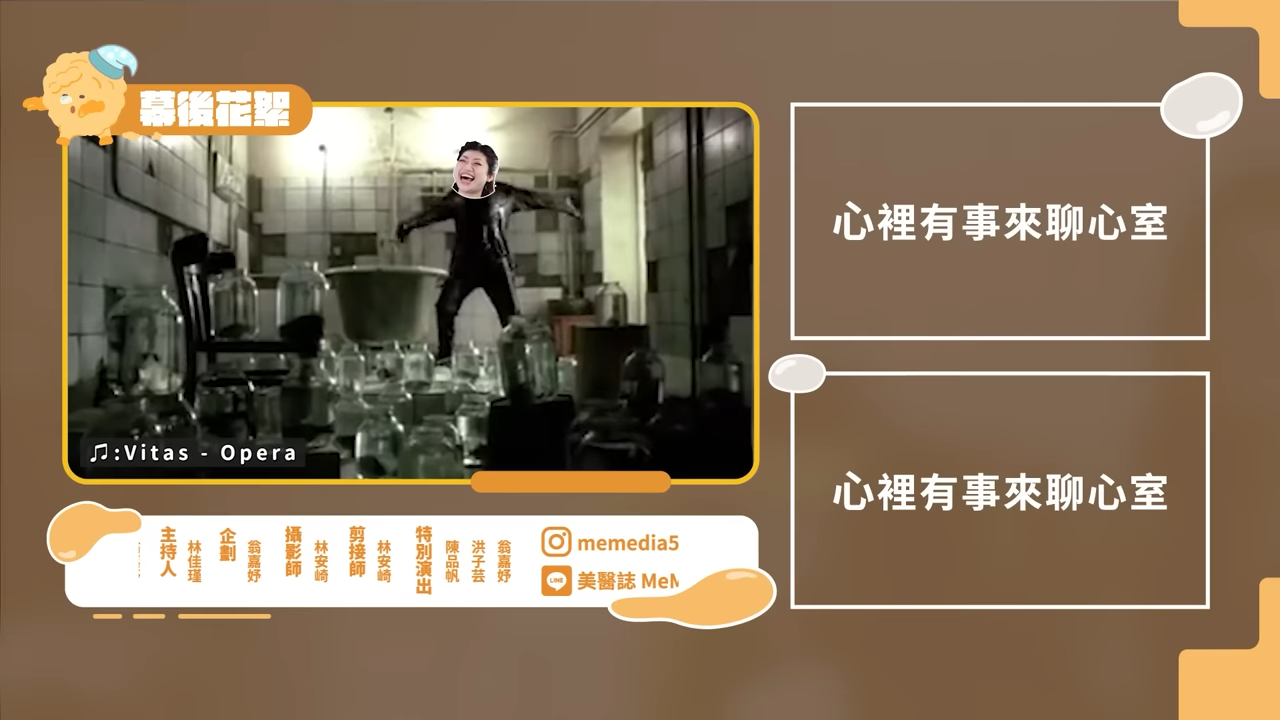 幕後花絮
♫:Vitas - Opera
心裡有事來聊心室
心裡有事來聊心室
主持人
林佳瑾
企劃
翁嘉妤
攝影師
林安崎
剪接師
林安崎
特別演出
陳品帆
洪子芸
翁嘉妤
memedia5
LINE
美醫誌 MeM